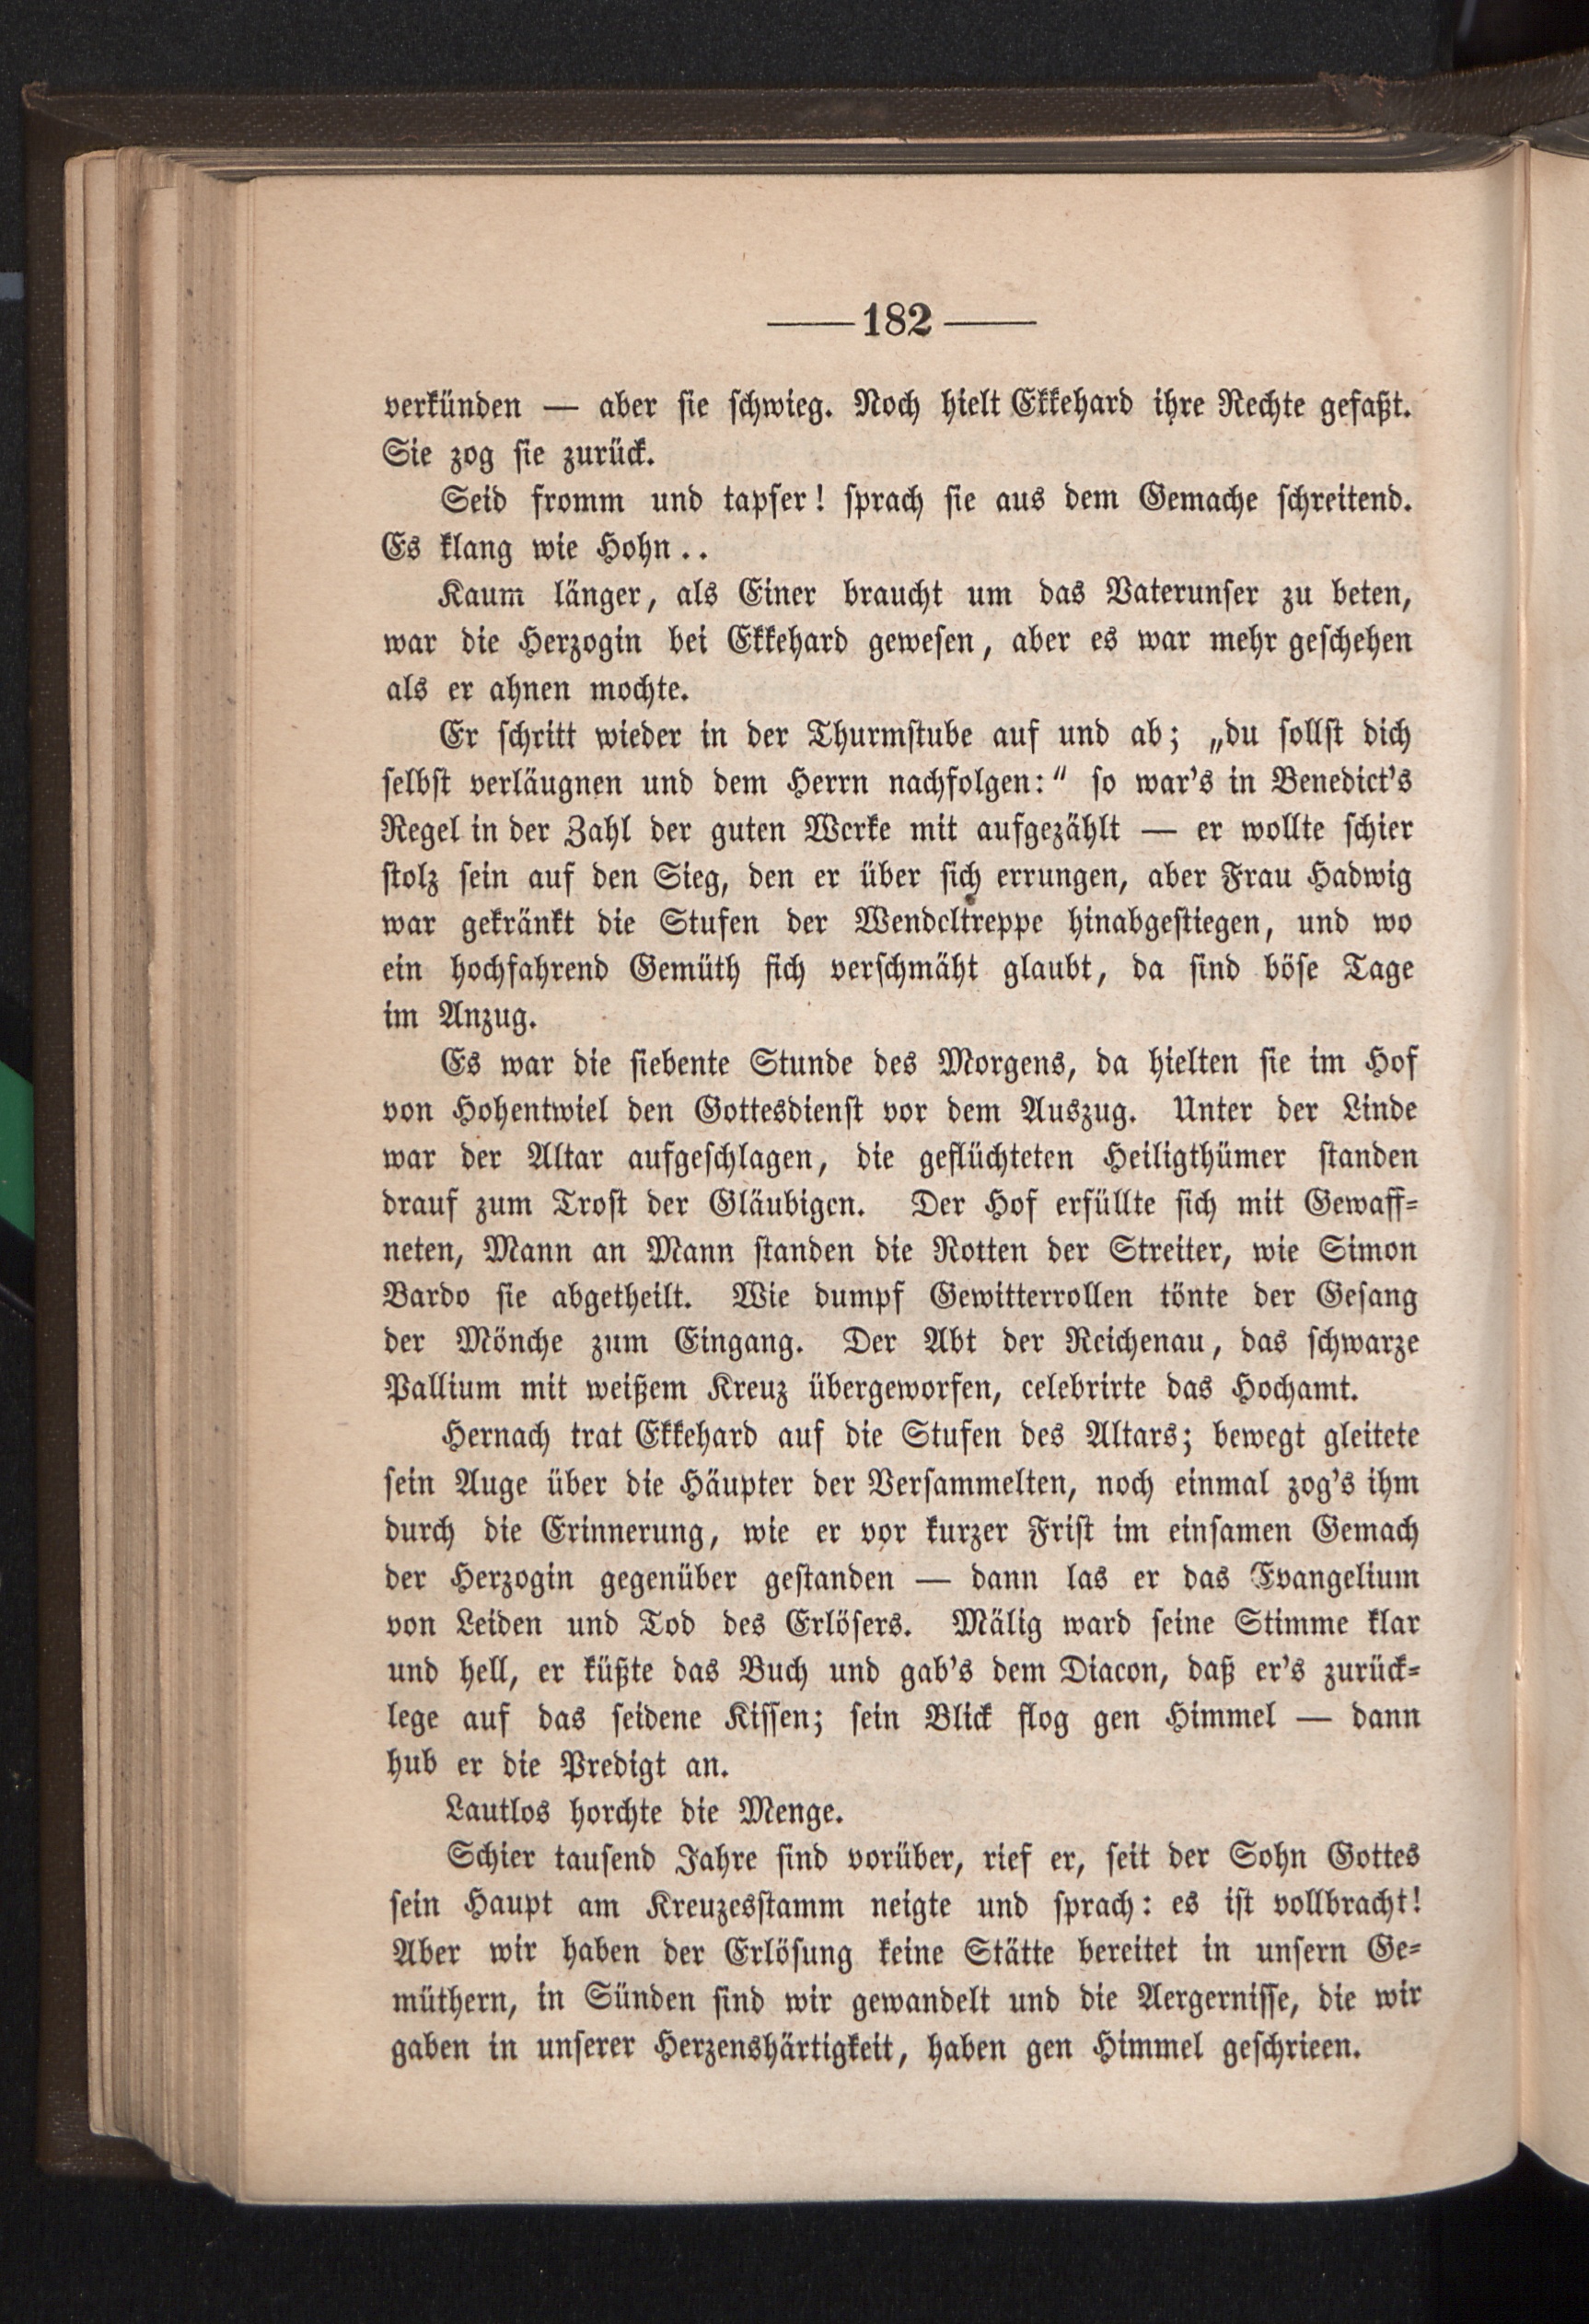 — 182 —
verkünden — aber sie schwieg. Noch hielt Ekkehard ihre Rechte gefaßt.
Sie zog sie zurück.
Seid fromm und tapfer! sprach sie aus dem Gemache schreitend.
Es klang wie Hohn..
Kaum länger, als Einer braucht um das Vaterunser zu beten,
war die Herzogin bei Ekkehard gewesen, aber es war mehr geschehen
als er ahnen mochte.
Er schritt wieder in der Thurmstube auf und ab; „du sollst dich
selbst verläugnen und dem Herrn nachfolgen:“ so war's in Benedict's
Regel in der Zahl der guten Werke mit aufgezählt — er wollte schier
stolz sein auf den Sieg, den er über sich errungen, aber Frau Hadwig
war gekränkt die Stufen der Wendeltreppe hinabgestiegen, und wo
ein hochfahrend Gemüth sich verschmäht glaubt, da sind böse Tage
im Anzug.
Es war die siebente Stunde des Morgens, da hielten sie im Hof
von Hohentwiel den Gottesdienst vor dem Auszug. Unter der Linde
war der Altar aufgeschlagen, die geflüchteten Heiligthümer standen
drauf zum Trost der Gläubigen. Der Hof erfüllte sich mit Gewaff-
neten, Mann an Mann standen die Rotten der Streiter, wie Simon
Bardo sie abgetheilt. Wie dumpf Gewitterrollen tönte der Gesang
der Mönche zum Eingang. Der Abt der Reichenau, das schwarze
Pallium mit weißem Kreuz übergeworfen, celebrirte das Hochamt.
Hernach trat Ekkehard auf die Stufen des Altars; bewegt gleitete
sein Auge über die Häupter der Versammelten, noch einmal zog's ihm
durch die Erinnerung, wie er vor kurzer Frist im einsamen Gemach
der Herzogin gegenüber gestanden — dann las er das Evangelium
von Leiden und Tod des Erlösers. Mälig ward seine Stimme klar
und hell, er küßte das Buch und gab's dem Diacon, daß er's zurück-
lege auf das seidene Kissen; sein Blick flog gen Himmel — dann
hub er die Predigt an.
Lautlos horchte die Menge.
Schier tausend Jahre sind vorüber, rief er, seit der Sohn Gottes
sein Haupt am Kreuzesstamm neigte und sprach: es ist vollbracht!
Aber wir haben der Erlösung keine Stätte bereitet in unsern Ge-
müthern, in Sünden sind wir gewandelt und die Aergernisse, die wir
gaben in unserer Herzenshärtigkeit, haben gen Himmel geschrieen.